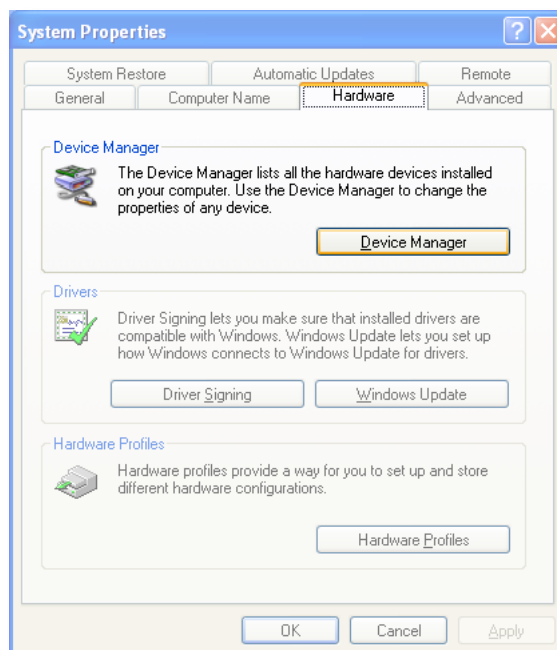 System Properties
System Restore Automatic Updates Remote
General Computer Name Hardware Advanced
Device Manager
The Device Manager lists all the hardware devices installed
on your computer. Use the Device Manager to change the
properties of any device.
Device Manager
Drivers
Driver Signing lets you make sure that installed drivers are
compatible with Windows. Windows Update lets you set up
how Windows connects to Windows Update for drivers.
Driver Signing Windows Update
Hardware Profiles
Hardware profiles provide a way for you to set up and store
different hardware configurations.
Hardware Profiles
OK Cancel Apply